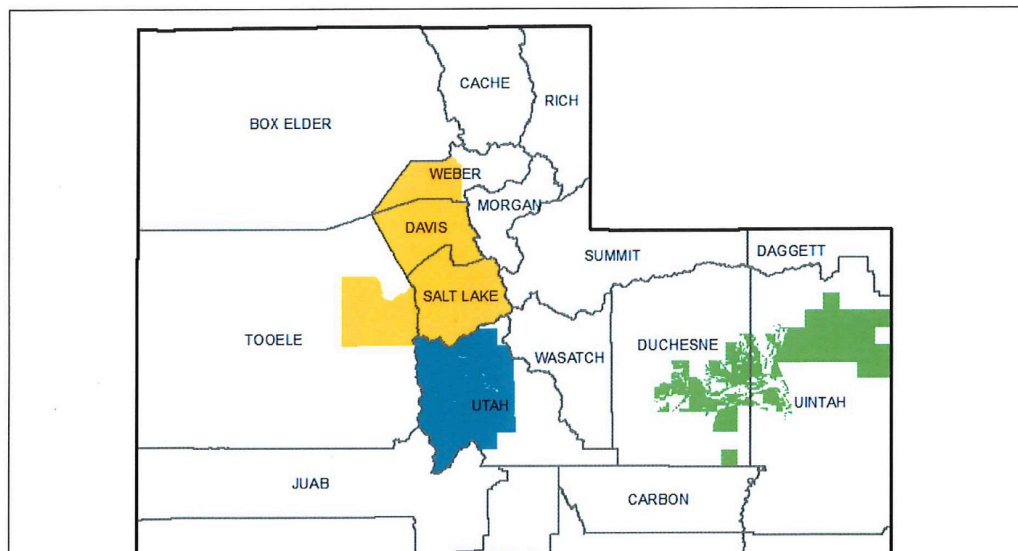 CACHE
RICH
BOX ELDER
WEBER
MORGAN
DAVIS
SUMMIT
DAGGETT
SALT LAKE
TOOELE
DUCHESNE
WASATCH
UTAH
UINTAH
JUAB
CARBON